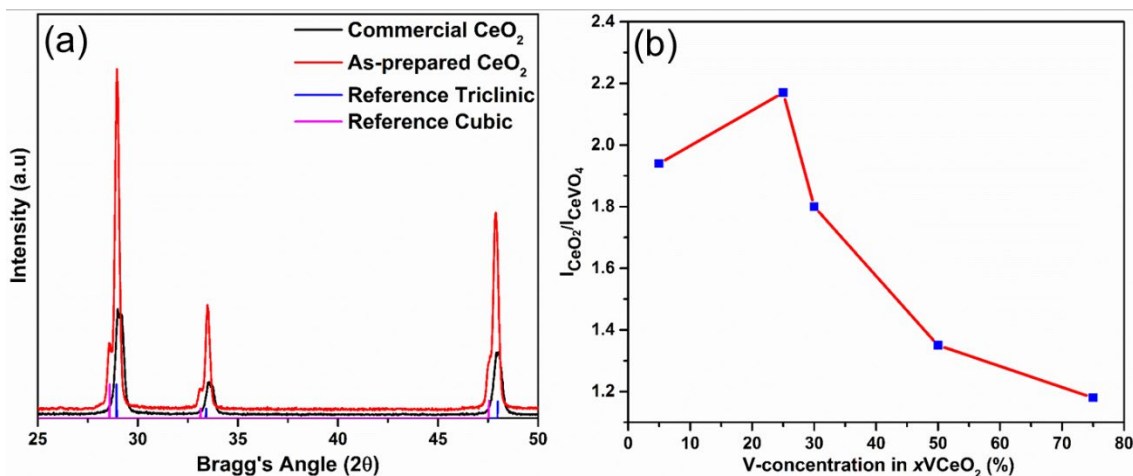 (a)
Commercial CeO₂
As-prepared CeO₂
Reference Triclinic
Reference Cubic
Intensity (a.u)
25 30 35 40 45 50
Bragg's Angle (2θ)
(b)
2.4
2.2
2.0
1.8
1.6
1.4
1.2
I_CeO₂/I_CeVO₄
0 10 20 30 40 50 60 70 80
V-concentration in xVCeO₂ (%)